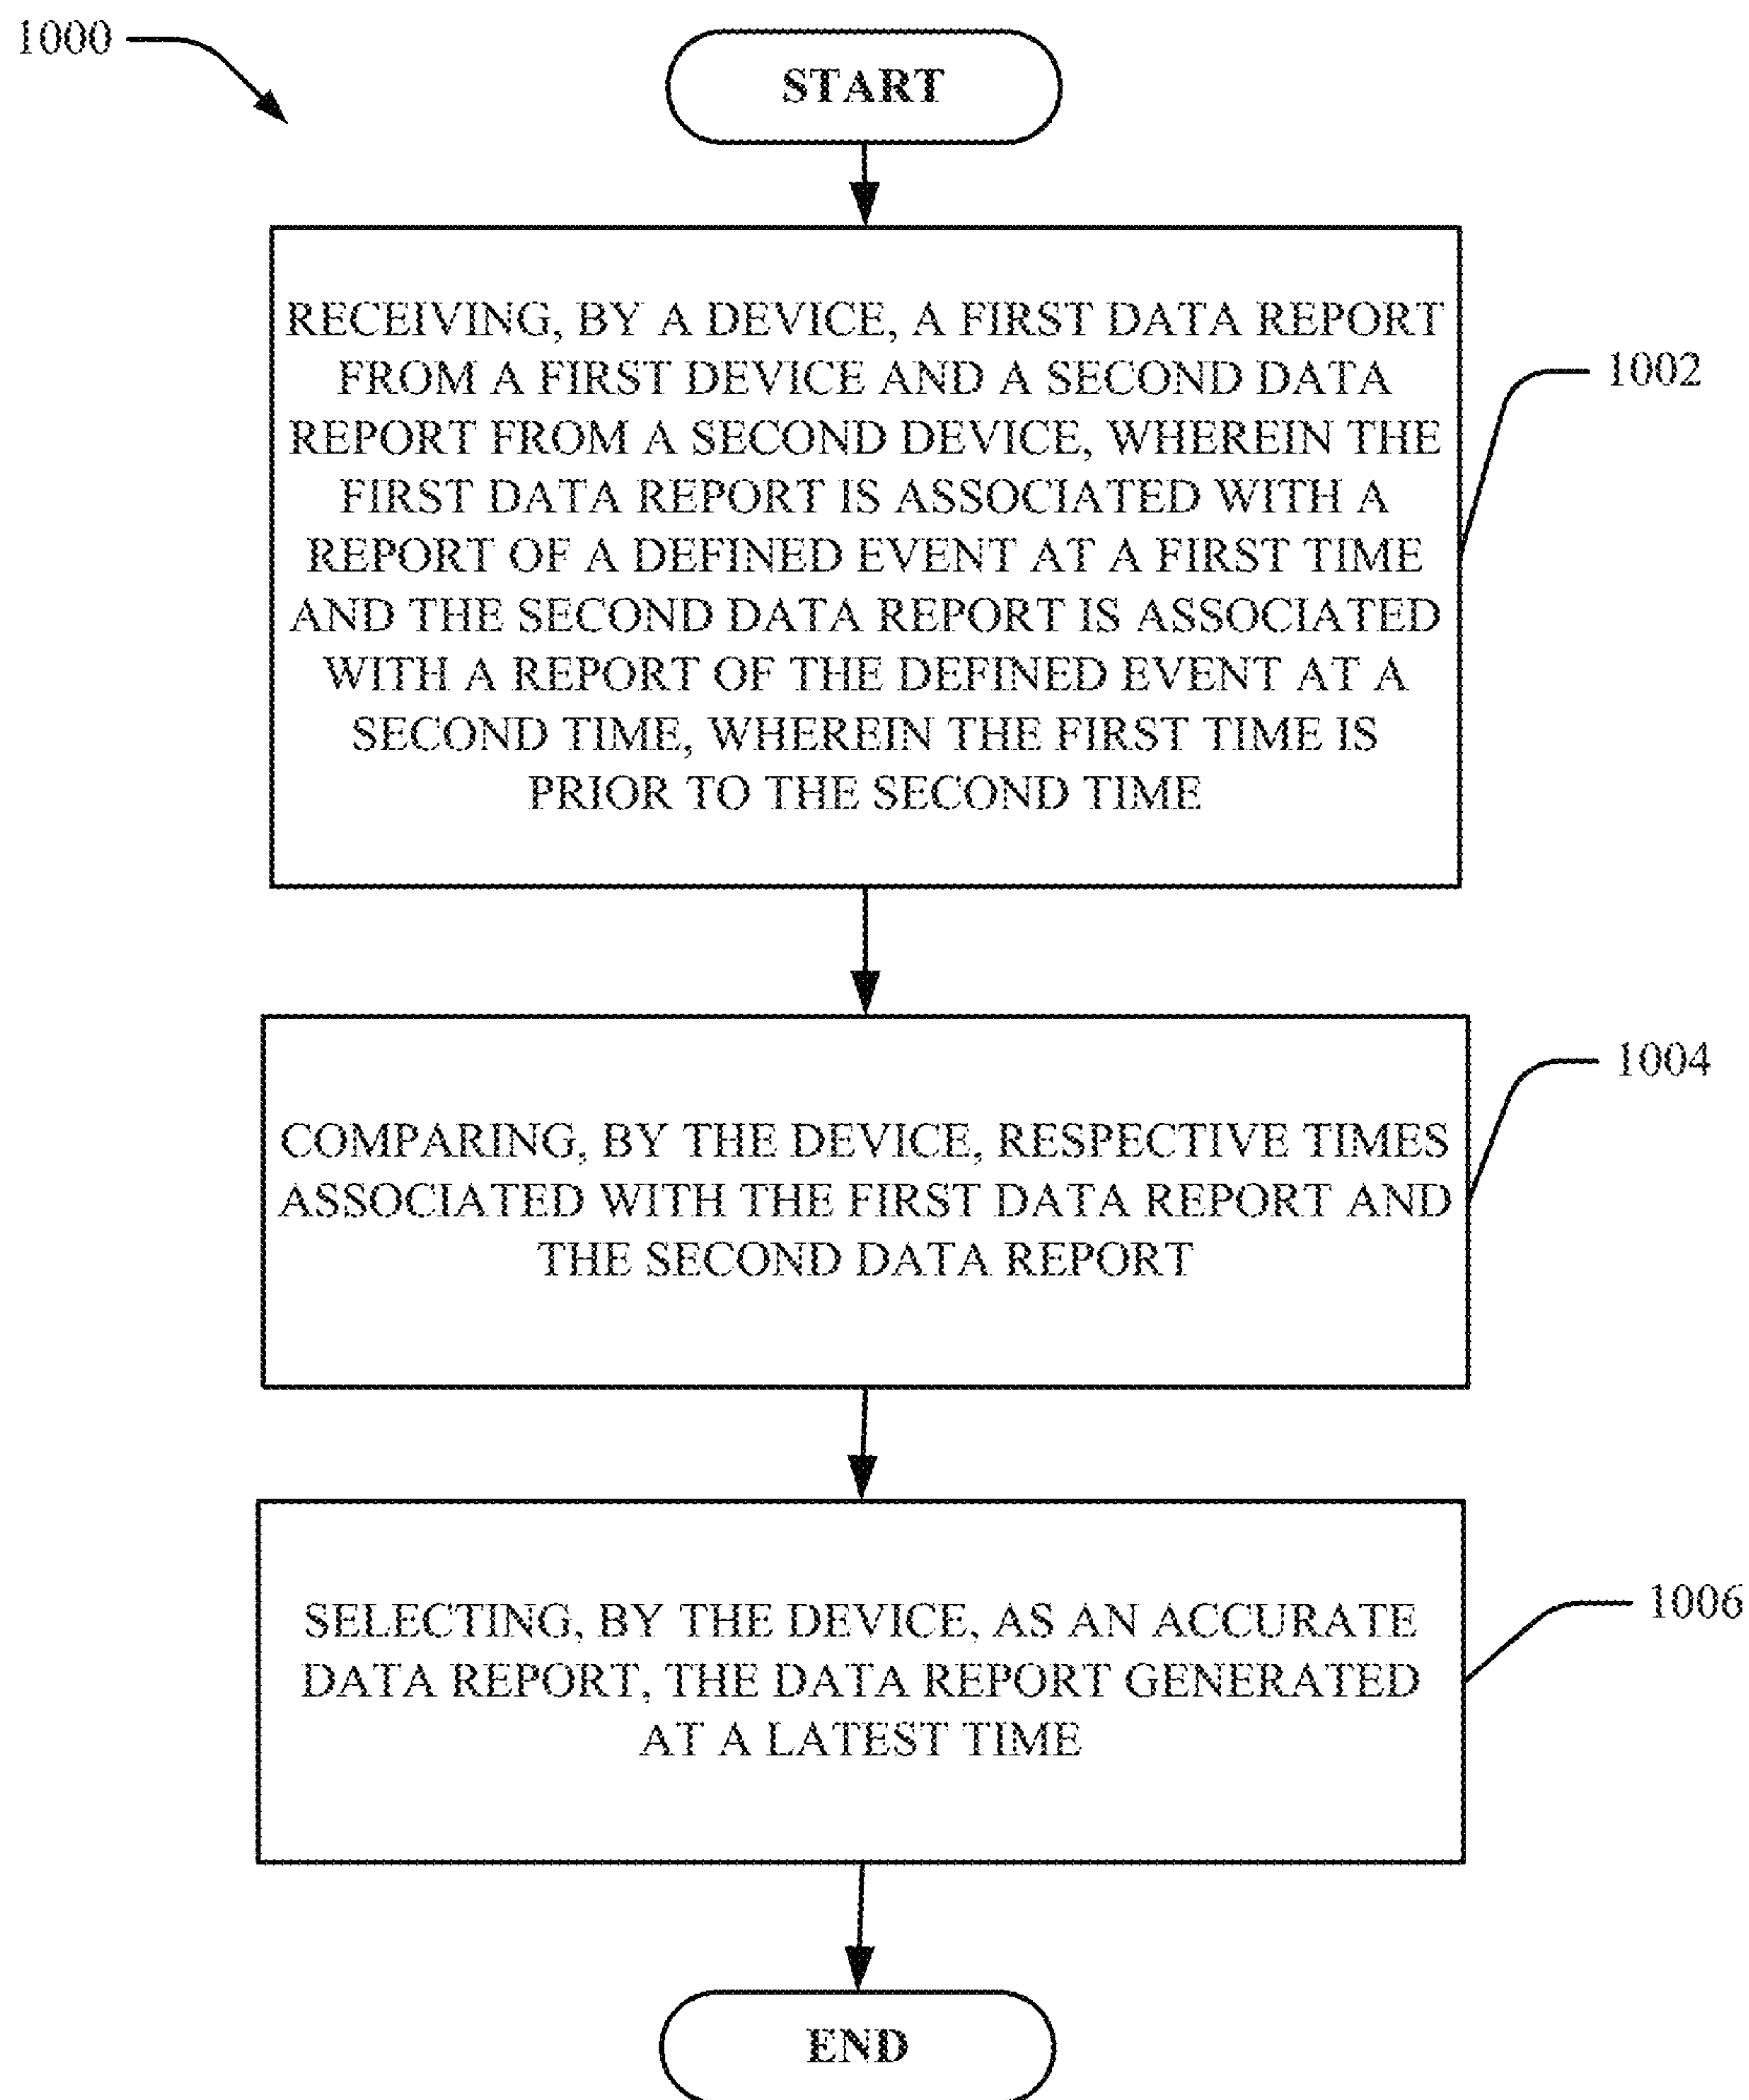 1000
START
RECEIVING, BY A DEVICE, A FIRST DATA REPORT
FROM A FIRST DEVICE AND A SECOND DATA
REPORT FROM A SECOND DEVICE, WHEREIN THE
FIRST DATA REPORT IS ASSOCIATED WITH A
REPORT OF A DEFINED EVENT AT A FIRST TIME
AND THE SECOND DATA REPORT IS ASSOCIATED
WITH A REPORT OF THE DEFINED EVENT AT A
SECOND TIME, WHEREIN THE FIRST TIME IS
PRIOR TO THE SECOND TIME
1002
COMPARING, BY THE DEVICE, RESPECTIVE TIMES
ASSOCIATED WITH THE FIRST DATA REPORT AND
THE SECOND DATA REPORT
1004
SELECTING, BY THE DEVICE, AS AN ACCURATE
DATA REPORT, THE DATA REPORT GENERATED
AT A LATEST TIME
1006
END